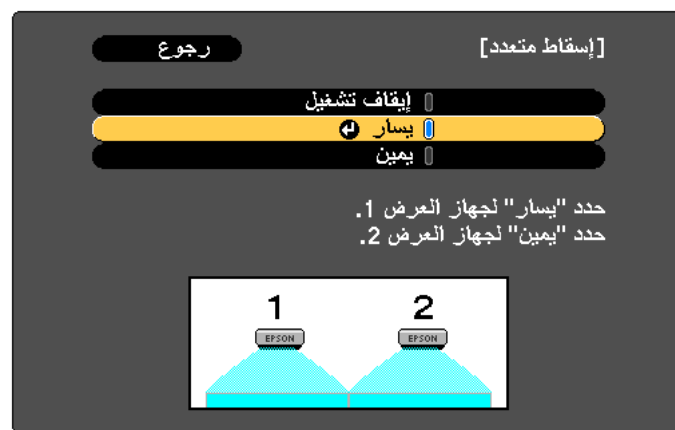 [إسقاط متعدد]
رجوع
إيقاف تشغيل
يسار
يمين
حدد "يسار" لجهاز العرض 1.
حدد "يمين" لجهاز العرض 2.
1 2
EPSON EPSON